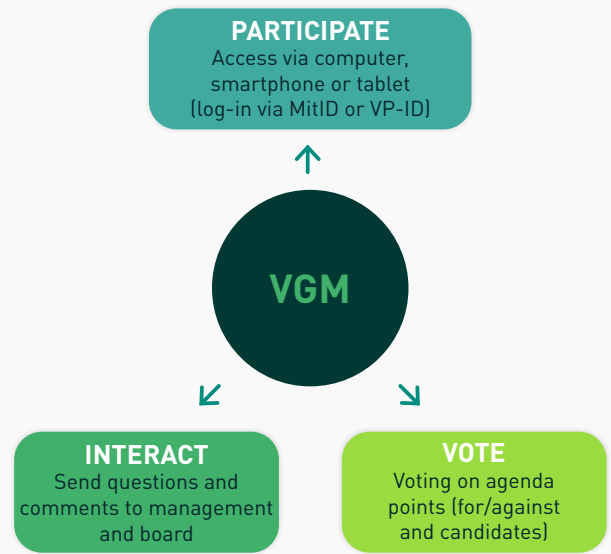 PARTICIPATE
Access via computer,
smartphone or tablet
(log-in via MitID or VP-ID)
VGM
INTERACT
Send questions and
comments to management
and board
VOTE
Voting on agenda
points (for/against
and candidates)